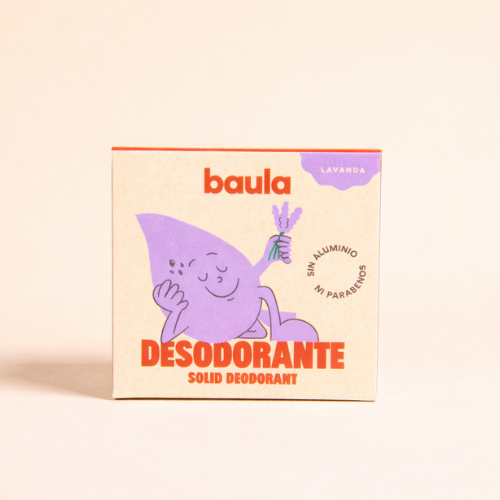 baula
LAVANDA
SIN ALUMINIO
NI PARABENOS
DESODORANTE
SOLID DEODORANT